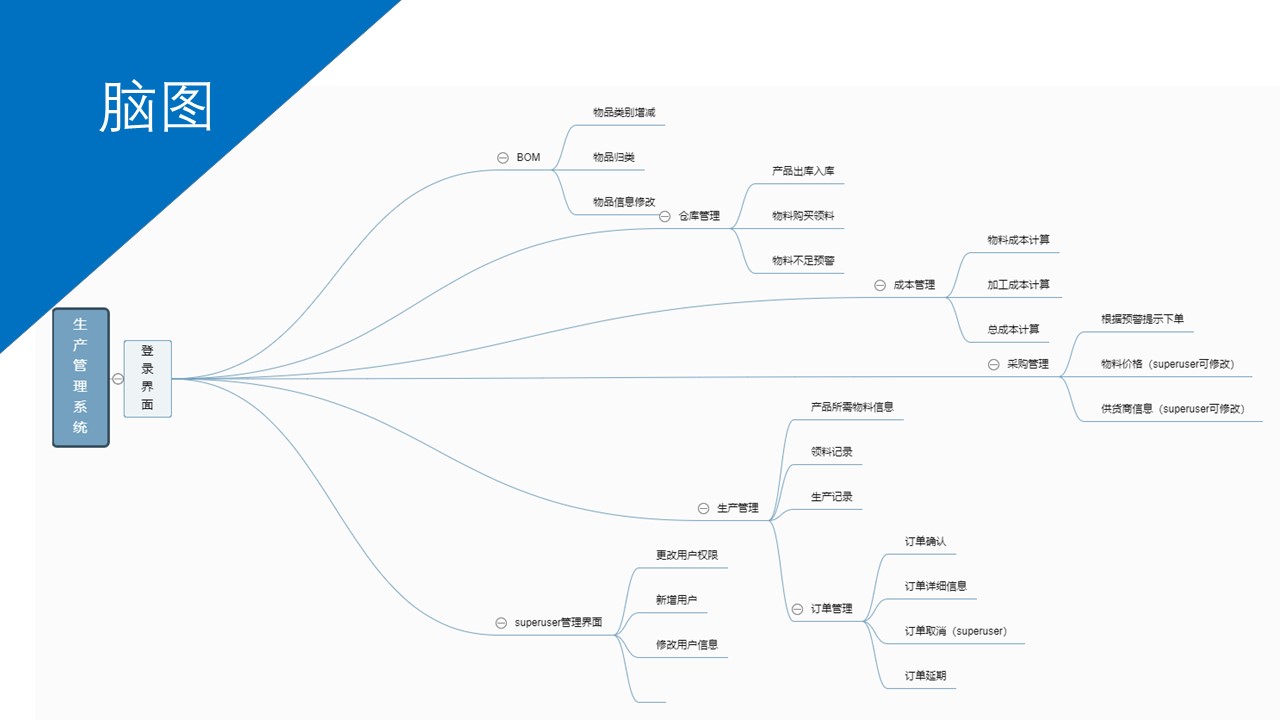 脑图
生产管理系统
登录界面
BOM
物品类别增减
物品归类
物品信息修改
仓库管理
产品出库入库
物料购买领料
物料不足预警
成本管理
物料成本计算
加工成本计算
总成本计算
采购管理
根据预警提示下单
物料价格（superuser可修改）
供货商信息（superuser可修改）
生产管理
产品所需物料信息
领料记录
生产记录
订单管理
订单确认
订单详细信息
订单取消（superuser）
订单延期
superuser管理界面
更改用户权限
新增用户
修改用户信息